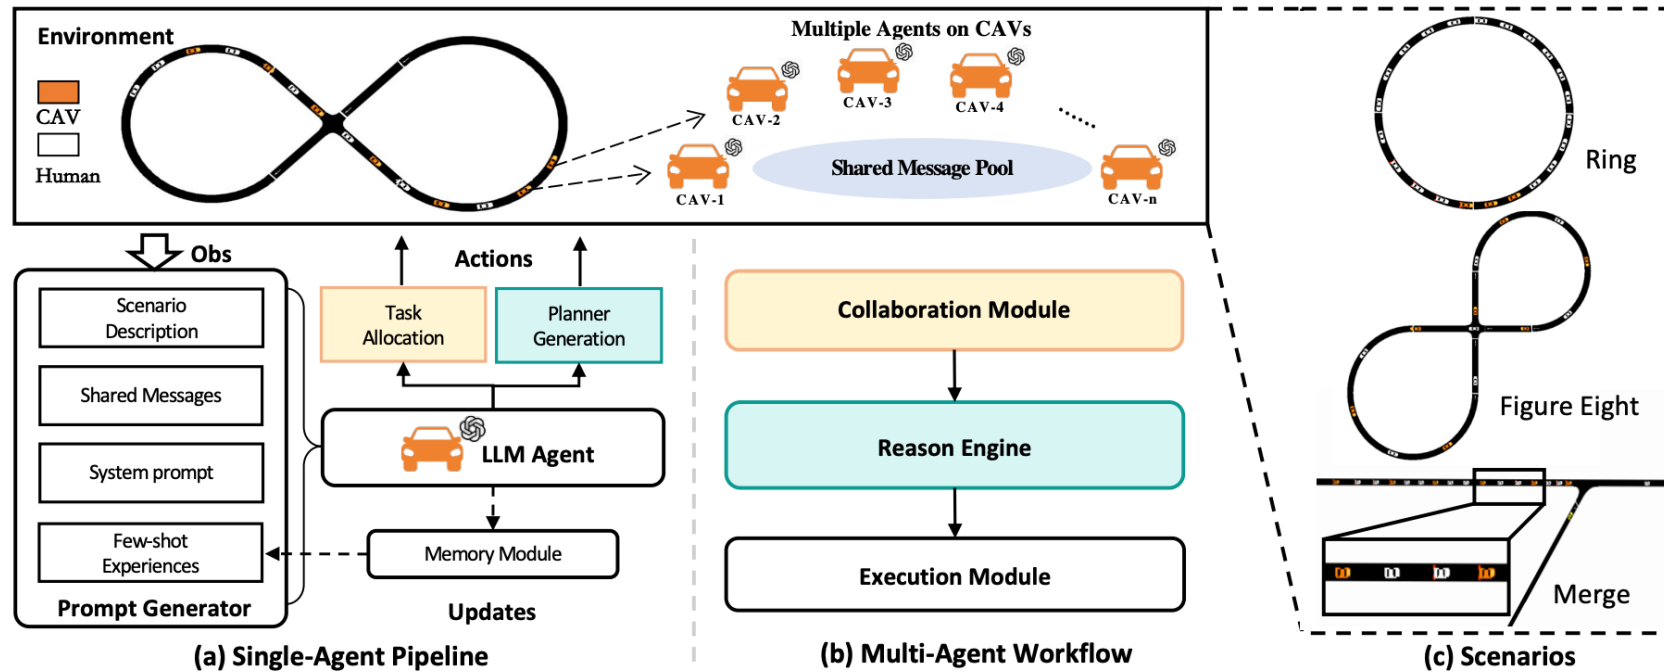 Environment
CAV
Human
Multiple Agents on CAVs
CAV-1
CAV-2
CAV-3
CAV-4
......
CAV-n
Shared Message Pool
Obs
Scenario
Description
Shared Messages
System prompt
Few-shot
Experiences
Prompt Generator
Actions
Task
Allocation
Planner
Generation
LLM Agent
Memory Module
Updates
(a) Single-Agent Pipeline
Collaboration Module
Reason Engine
Execution Module
(b) Multi-Agent Workflow
Ring
Figure Eight
Merge
(c) Scenarios